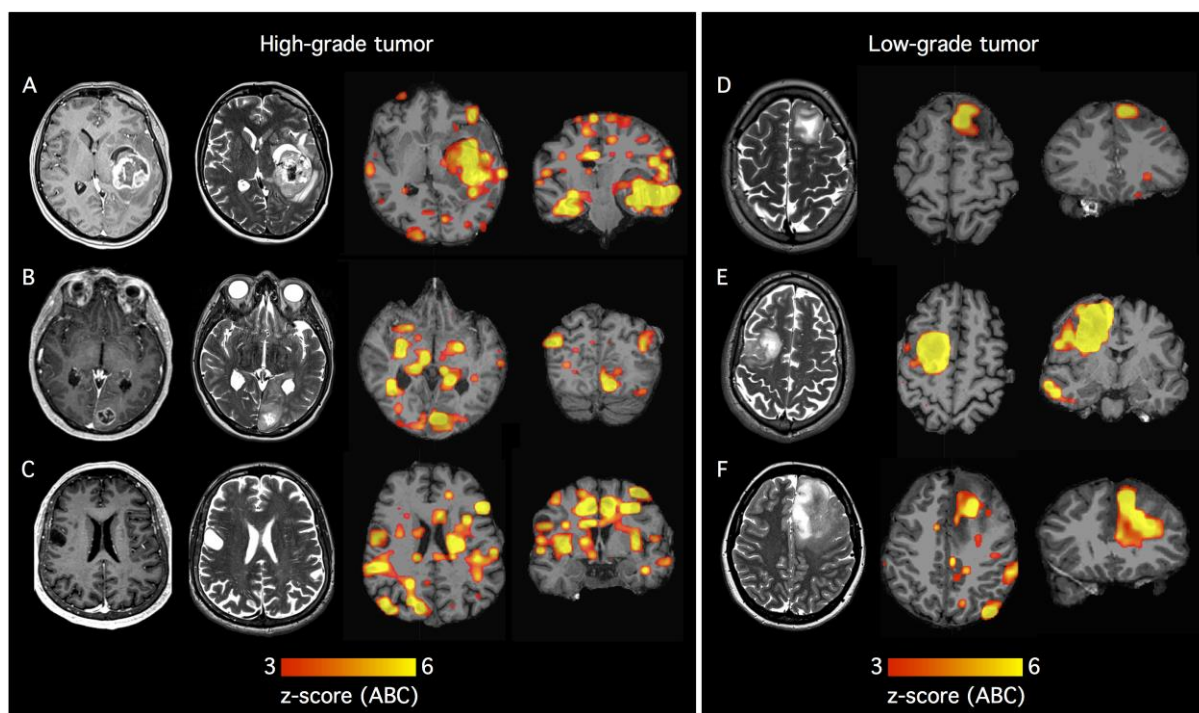 High-grade tumor
Low-grade tumor
A
D
B
E
C
F
3
6
z-score (ABC)
3
6
z-score (ABC)